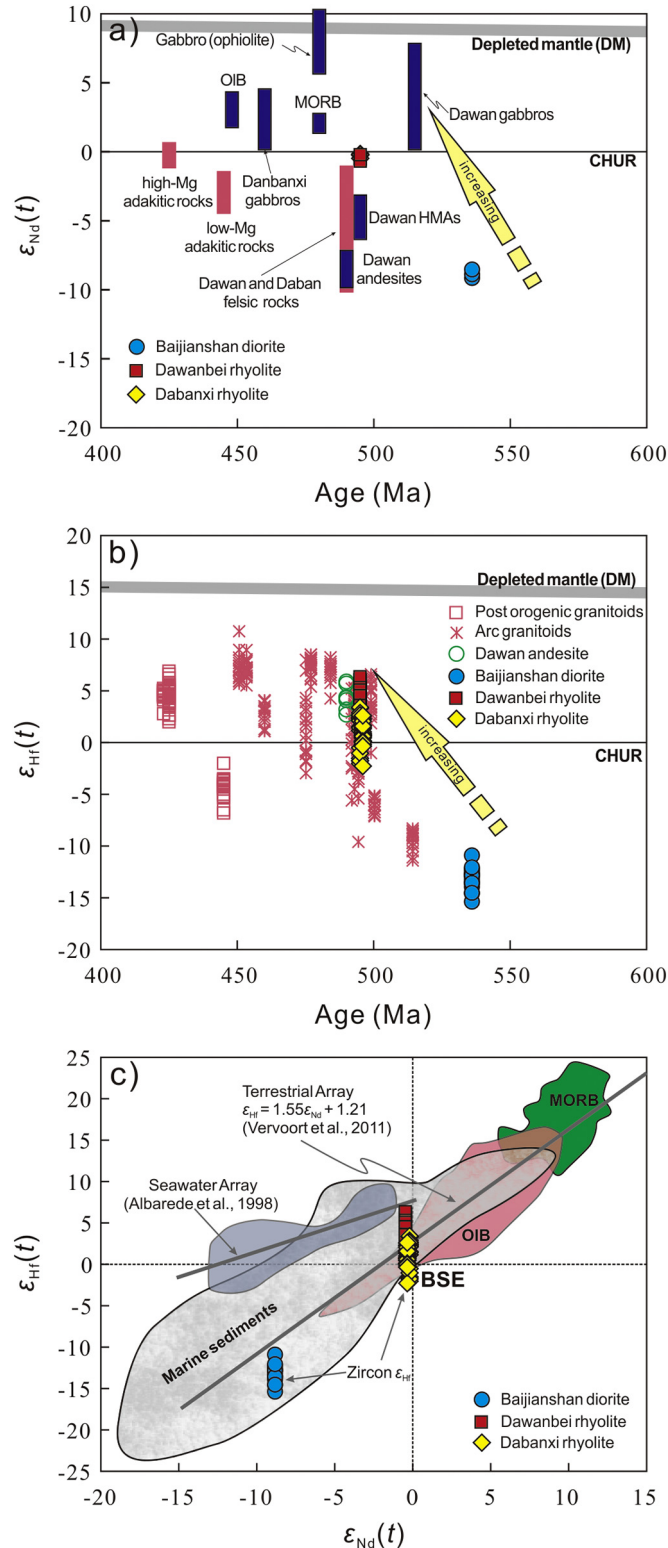 a)
10
5
0
-5
-10
-15
-20
400
450
500
550
600
εNd(t)
Age (Ma)
Gabbro (ophiolite)
Depleted mantle (DM)
OIB
MORB
Dawan gabbros
CHUR
high-Mg
adakitic rocks
Danbanxi
gabbros
low-Mg
adakitic rocks
increasing
Dawan HMAs
Dawan and Daban
felsic rocks
Dawan
andesites
Baijianshan diorite
Dawanbei rhyolite
Dabanxi rhyolite
b)
20
15
10
5
0
-5
-10
-15
-20
400
450
500
550
600
εHf(t)
Age (Ma)
Depleted mantle (DM)
Post orogenic granitoids
Arc granitoids
Dawan andesite
Baijianshan diorite
Dawanbei rhyolite
Dabanxi rhyolite
increasing
CHUR
c)
25
20
15
10
5
0
-5
-10
-15
-20
-25
-20
-15
-10
-5
0
5
10
15
εHf(t)
εNd(t)
Terrestrial Array
εHf = 1.55εNd + 1.21
(Vervoort et al., 2011)
MORB
Seawater Array
(Albarede et al., 1998)
OIB
BSE
Marine sediments
Zircon εHf
Baijianshan diorite
Dawanbei rhyolite
Dabanxi rhyolite